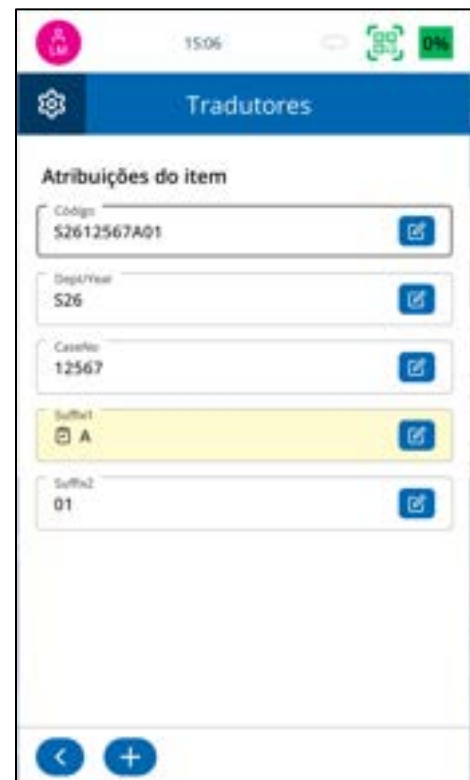 LM
15:06
0%
Tradutores
Atribuições do item
Código
S2612567A01
Dept/Year
S26
CaseNo
12567
Suffix1
A
Suffix2
01